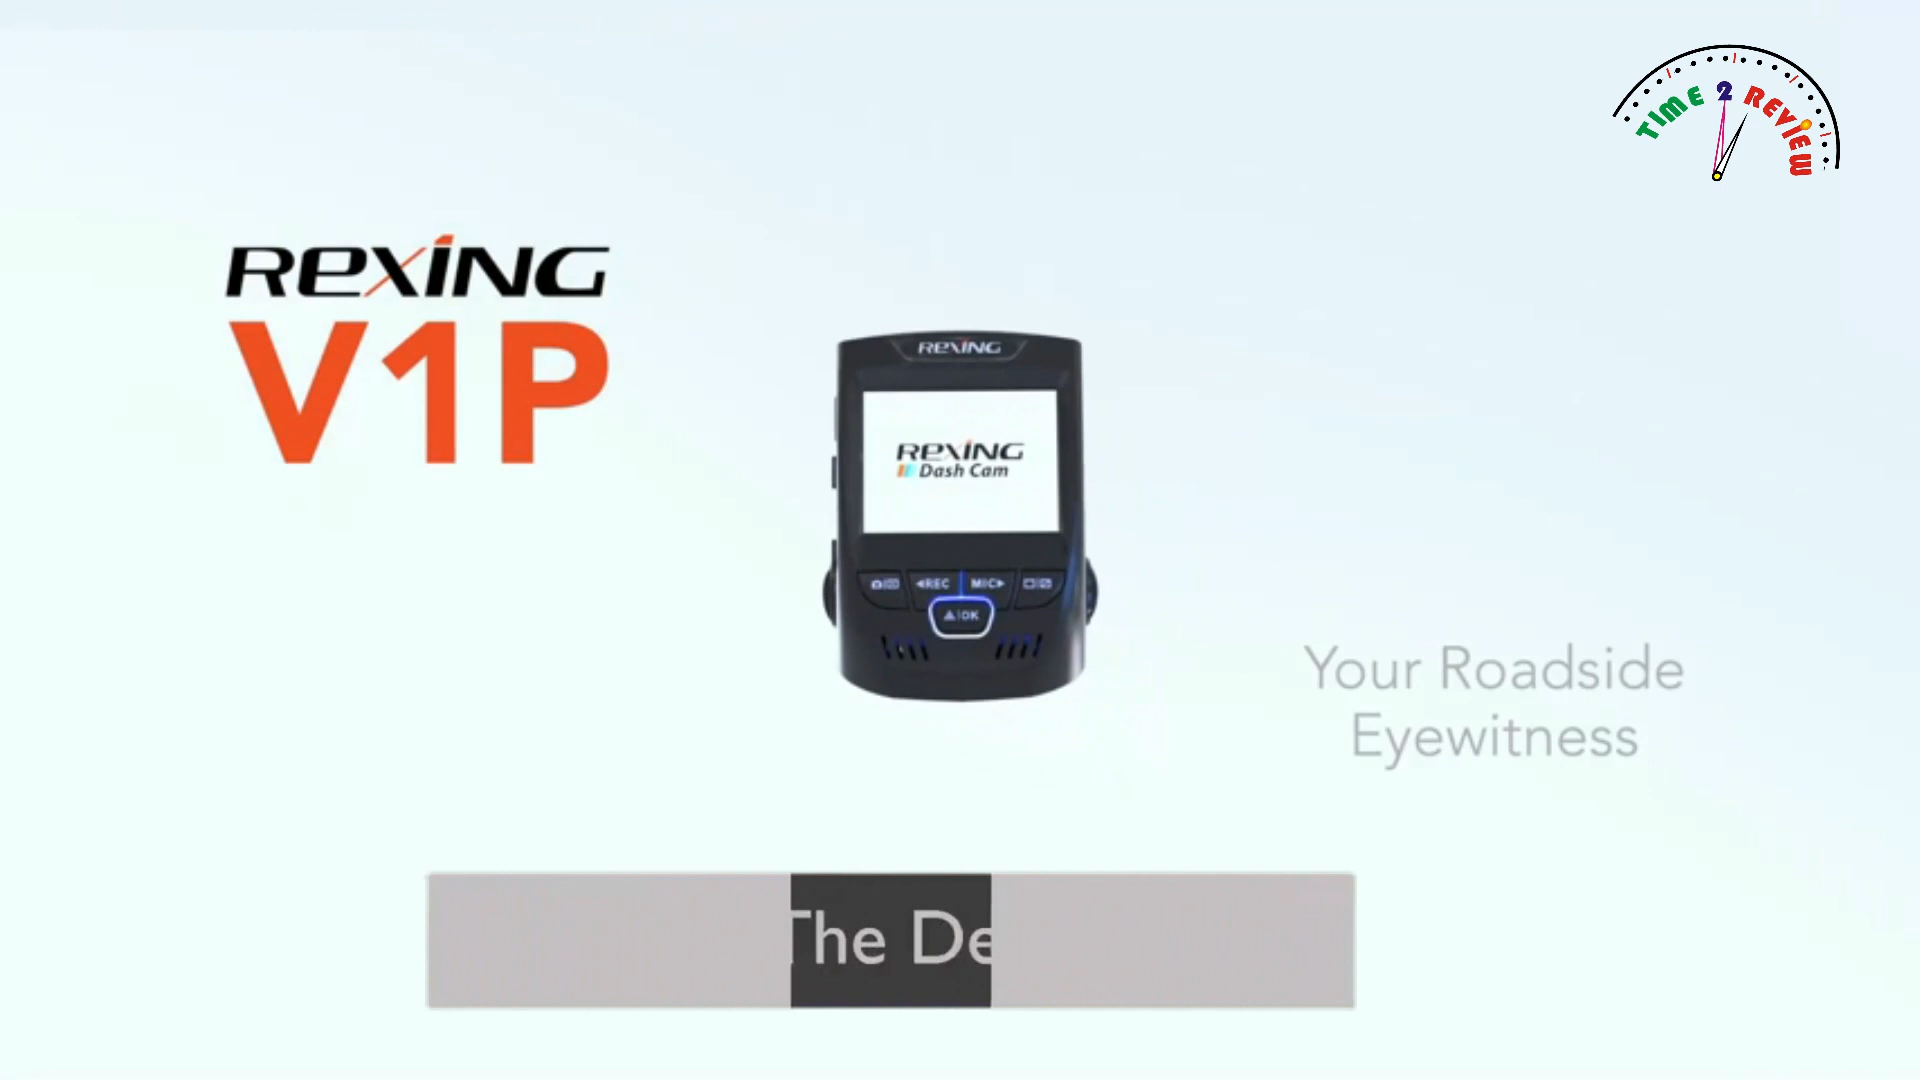 TIME 2 REVIEW
REXING
V1P
REXING
REXING
Dash Cam
◄REC
MIC►
OK
Your Roadside
Eyewitness
The De